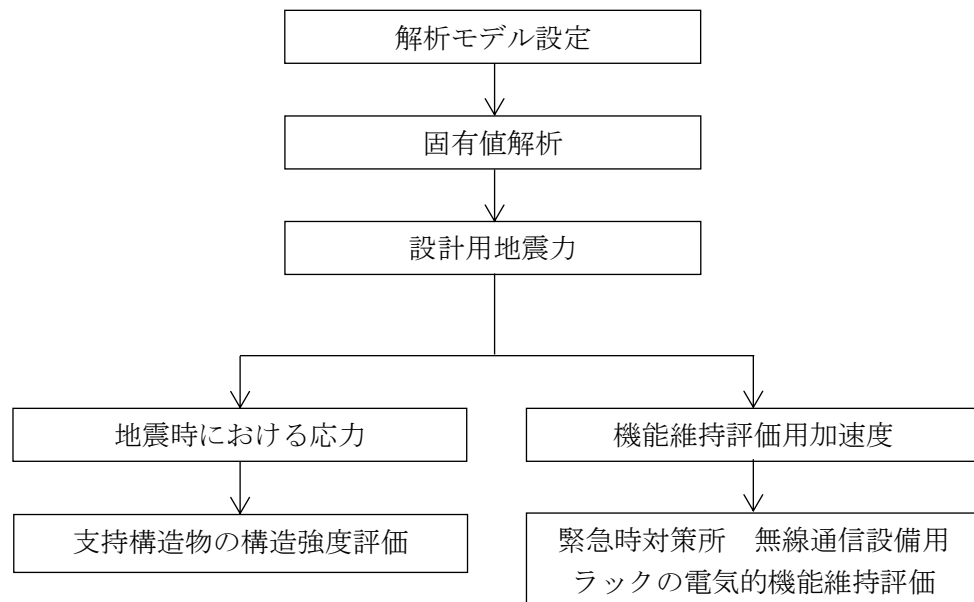 解析モデル設定
固有値解析
設計用地震力
地震時における応力
機能維持評価用加速度
支持構造物の構造強度評価
緊急時対策所　無線通信設備用
ラックの電気的機能維持評価